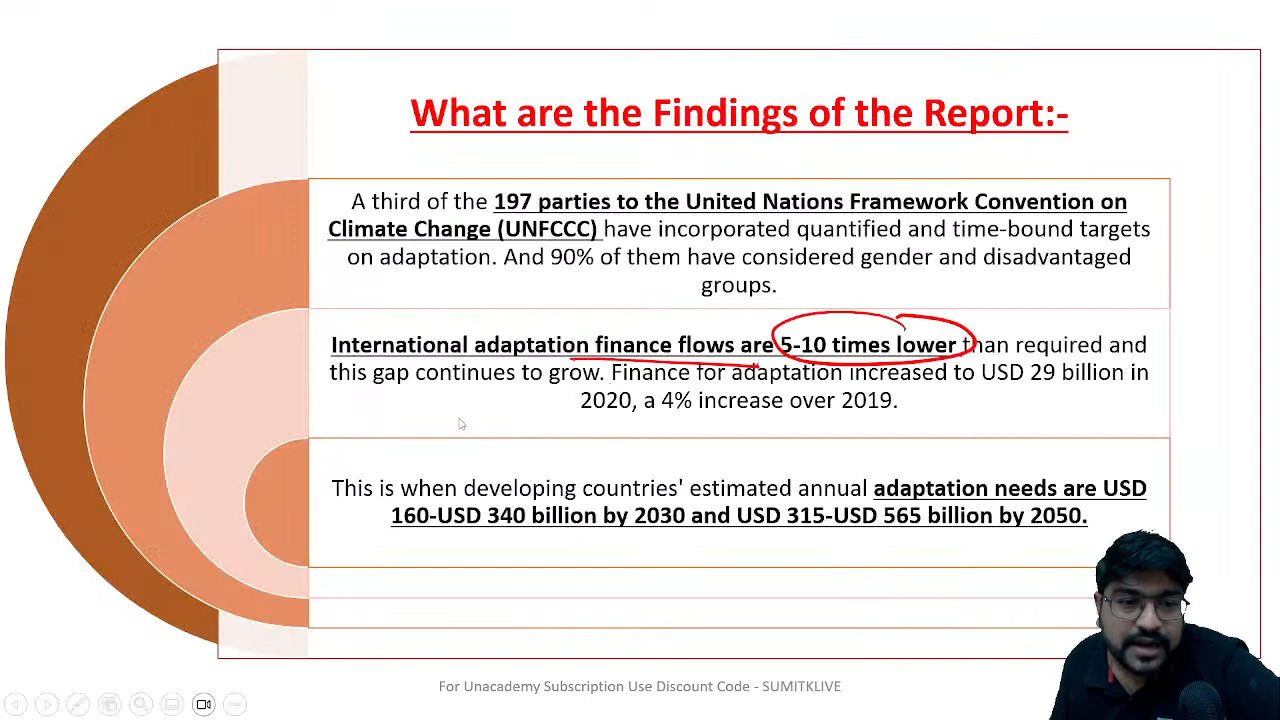 What are the Findings of the Report:-
A third of the 197 parties to the United Nations Framework Convention on
Climate Change (UNFCCC) have incorporated quantified and time-bound targets
on adaptation. And 90% of them have considered gender and disadvantaged
groups.
International adaptation finance flows are 5-10 times lower than required and
this gap continues to grow. Finance for adaptation increased to USD 29 billion in
2020, a 4% increase over 2019.
This is when developing countries' estimated annual adaptation needs are USD
160-USD 340 billion by 2030 and USD 315-USD 565 billion by 2050.
For Unacademy Subscription Use Discount Code - SUMITKLIVE